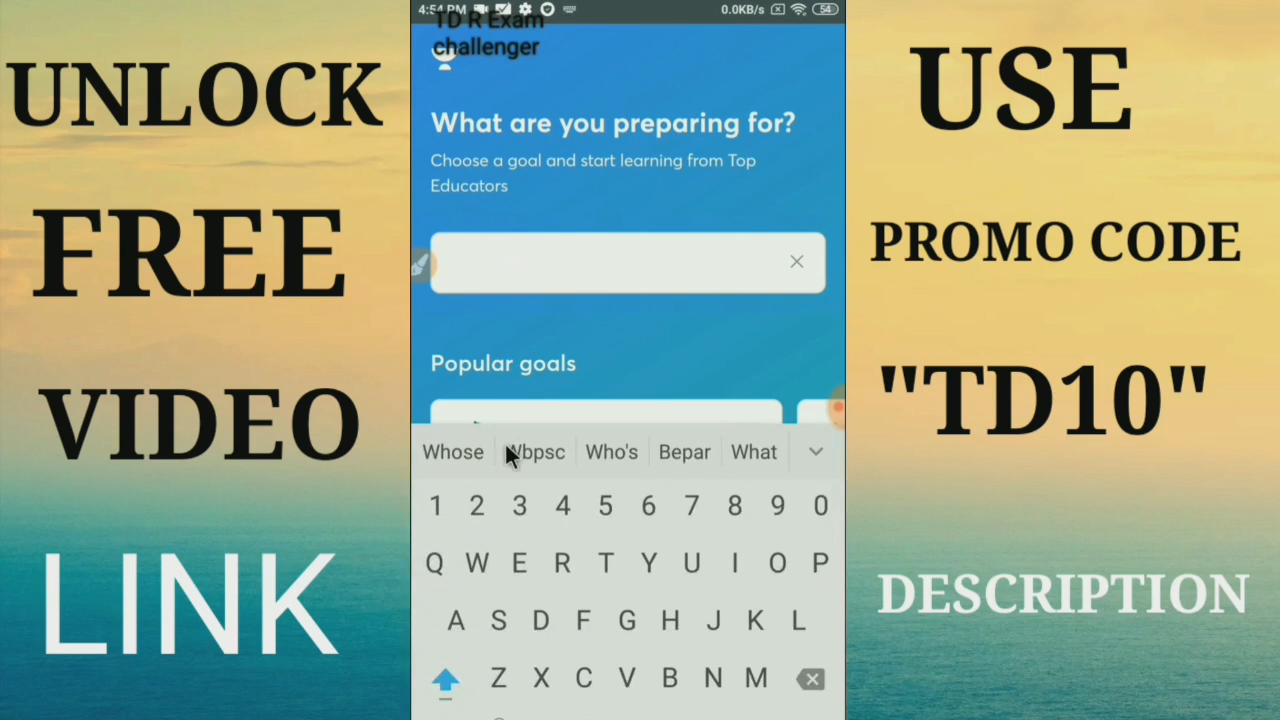 UNLOCK
FREE
VIDEO
LINK
4:54 PM
0.0KB/s
54
TD R Exam
challenger
What are you preparing for?
Choose a goal and start learning from Top
Educators
Popular goals
Whose Wbpsc Who's Bepar What
1 2 3 4 5 6 7 8 9 0
Q W E R T Y U I O P
A S D F G H J K L
Z X C V B N M
USE
PROMO CODE
"TD10"
DESCRIPTION